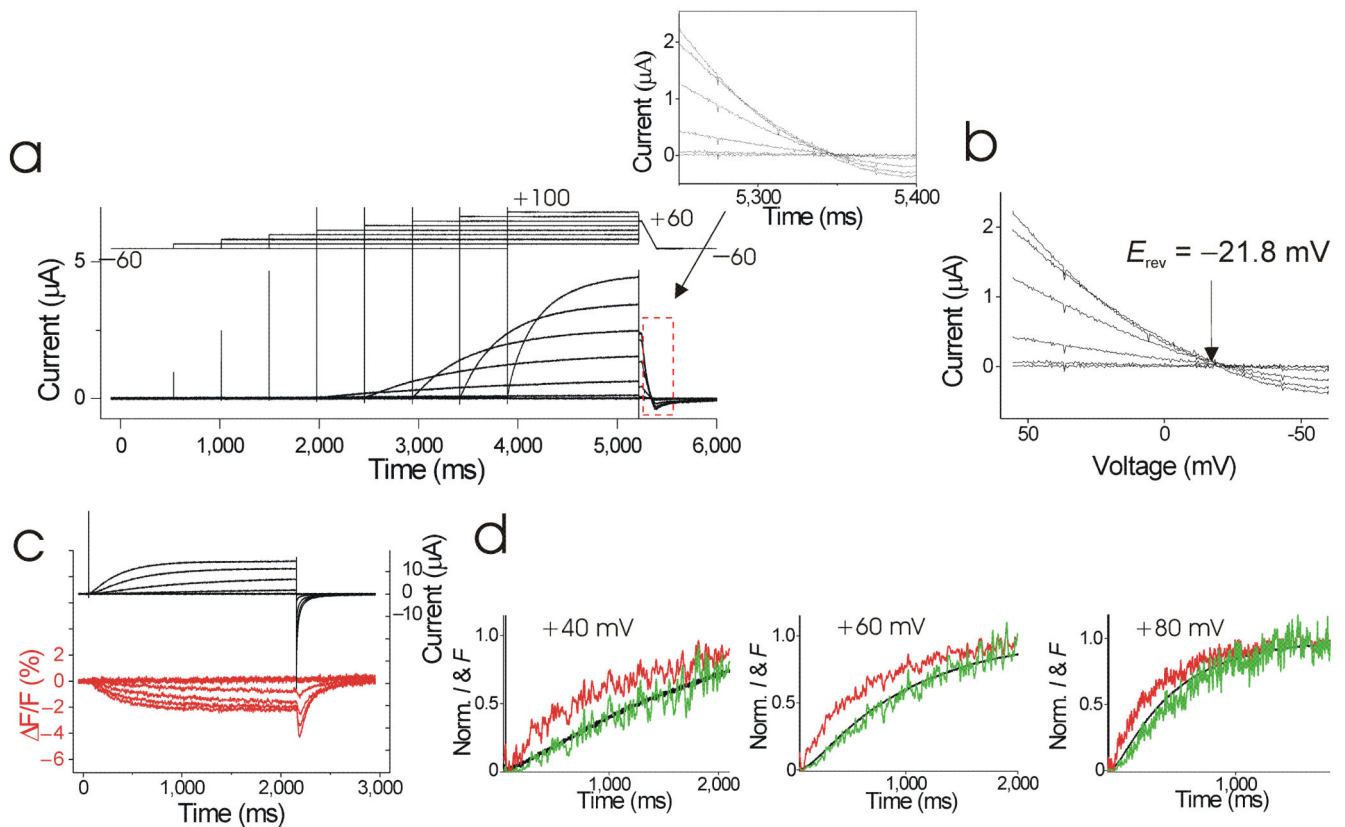 a
+100
+60
−60
−60
5
0
Current (µA)
0
1,000
2,000
3,000
4,000
5,000
6,000
Time (ms)
2
1
0
Current (µA)
5,300
5,400
Time (ms)
b
E_rev = −21.8 mV
2
1
0
Current (µA)
50
0
-50
Voltage (mV)
c
10
0
−10
Current (µA)
2
0
−2
−4
−6
ΔF/F (%)
0
1,000
2,000
3,000
Time (ms)
d
+40 mV
1.0
0.5
0
Norm. I & F
1,000
2,000
Time (ms)
+60 mV
1.0
0.5
0
Norm. I & F
1,000
2,000
Time (ms)
+80 mV
1.0
0.5
0
Norm. I & F
1,000
Time (ms)